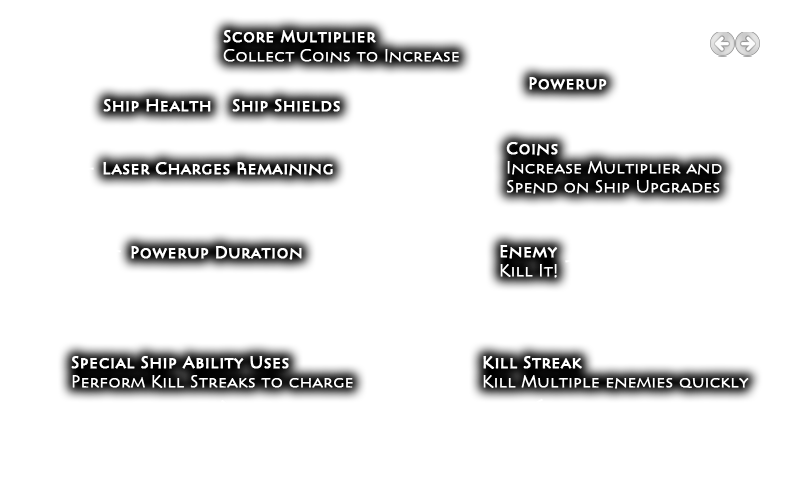 Score Multiplier
Collect Coins to Increase
Powerup
Ship Health Ship Shields
Coins
Increase Multiplier and
Spend on Ship Upgrades
Laser Charges Remaining
Powerup Duration
Enemy
Kill It!
Special Ship Ability Uses
Perform Kill Streaks to charge
Kill Streak
Kill Multiple enemies quickly